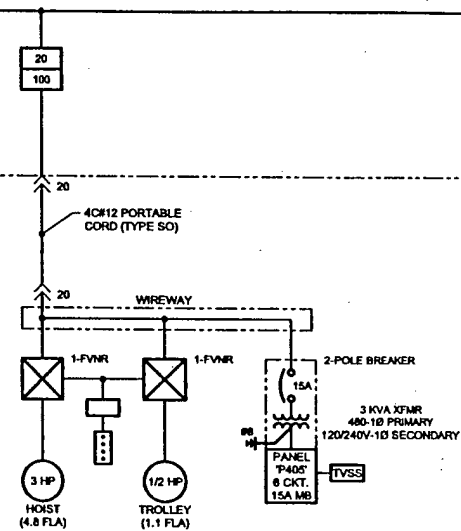 20
100
20
4C#12 PORTABLE
CORD (TYPE SO)
20
WIREWAY
1-FVNR
1-FVNR
2-POLE BREAKER
15A
3 KVA XFMR
480-1Ø PRIMARY
120/240V-1Ø SECONDARY
#8
PANEL
'P405'
6 CKT.
15A MB
TVSS
3 HP
1/2 HP
HOIST
(4.8 FLA)
TROLLEY
(1.1 FLA)